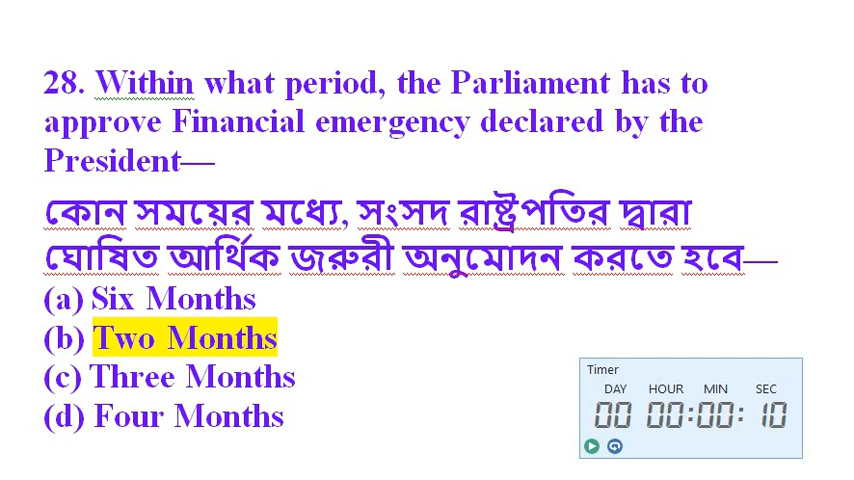 28. Within what period, the Parliament has to
approve Financial emergency declared by the
President—
কোন সময়ের মধ্যে, সংসদ রাষ্ট্রপতির দ্বারা
ঘোষিত আর্থিক জরুরী অনুমোদন করতে হবে—
(a) Six Months
(b) Two Months
(c) Three Months
(d) Four Months
Timer
DAY HOUR MIN SEC
00 00:00: 10